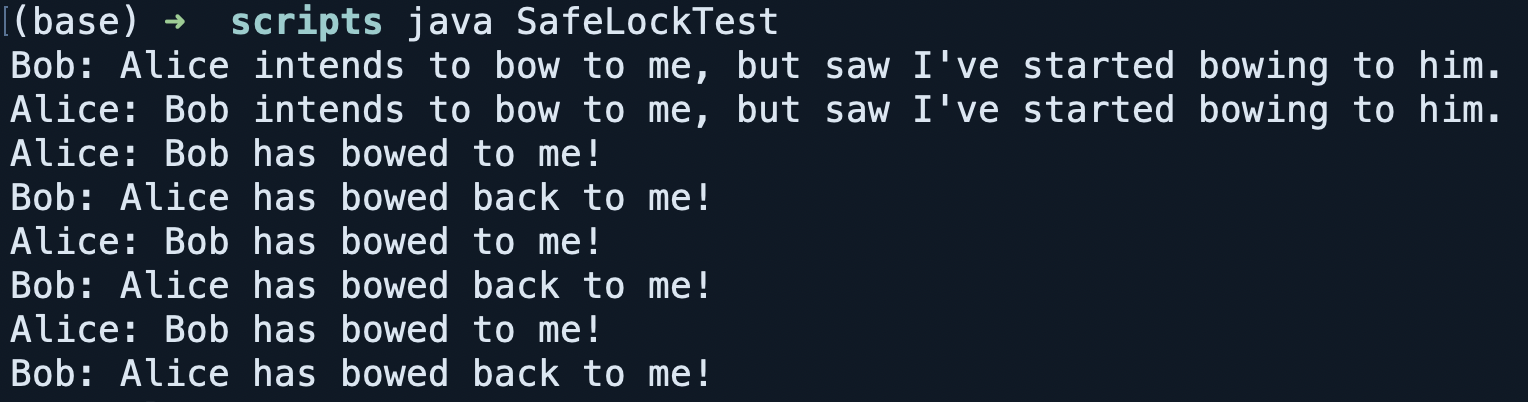 (base) ➜  scripts java SafeLockTest
Bob: Alice intends to bow to me, but saw I've started bowing to him.
Alice: Bob intends to bow to me, but saw I've started bowing to him.
Alice: Bob has bowed to me!
Bob: Alice has bowed back to me!
Alice: Bob has bowed to me!
Bob: Alice has bowed back to me!
Alice: Bob has bowed to me!
Bob: Alice has bowed back to me!